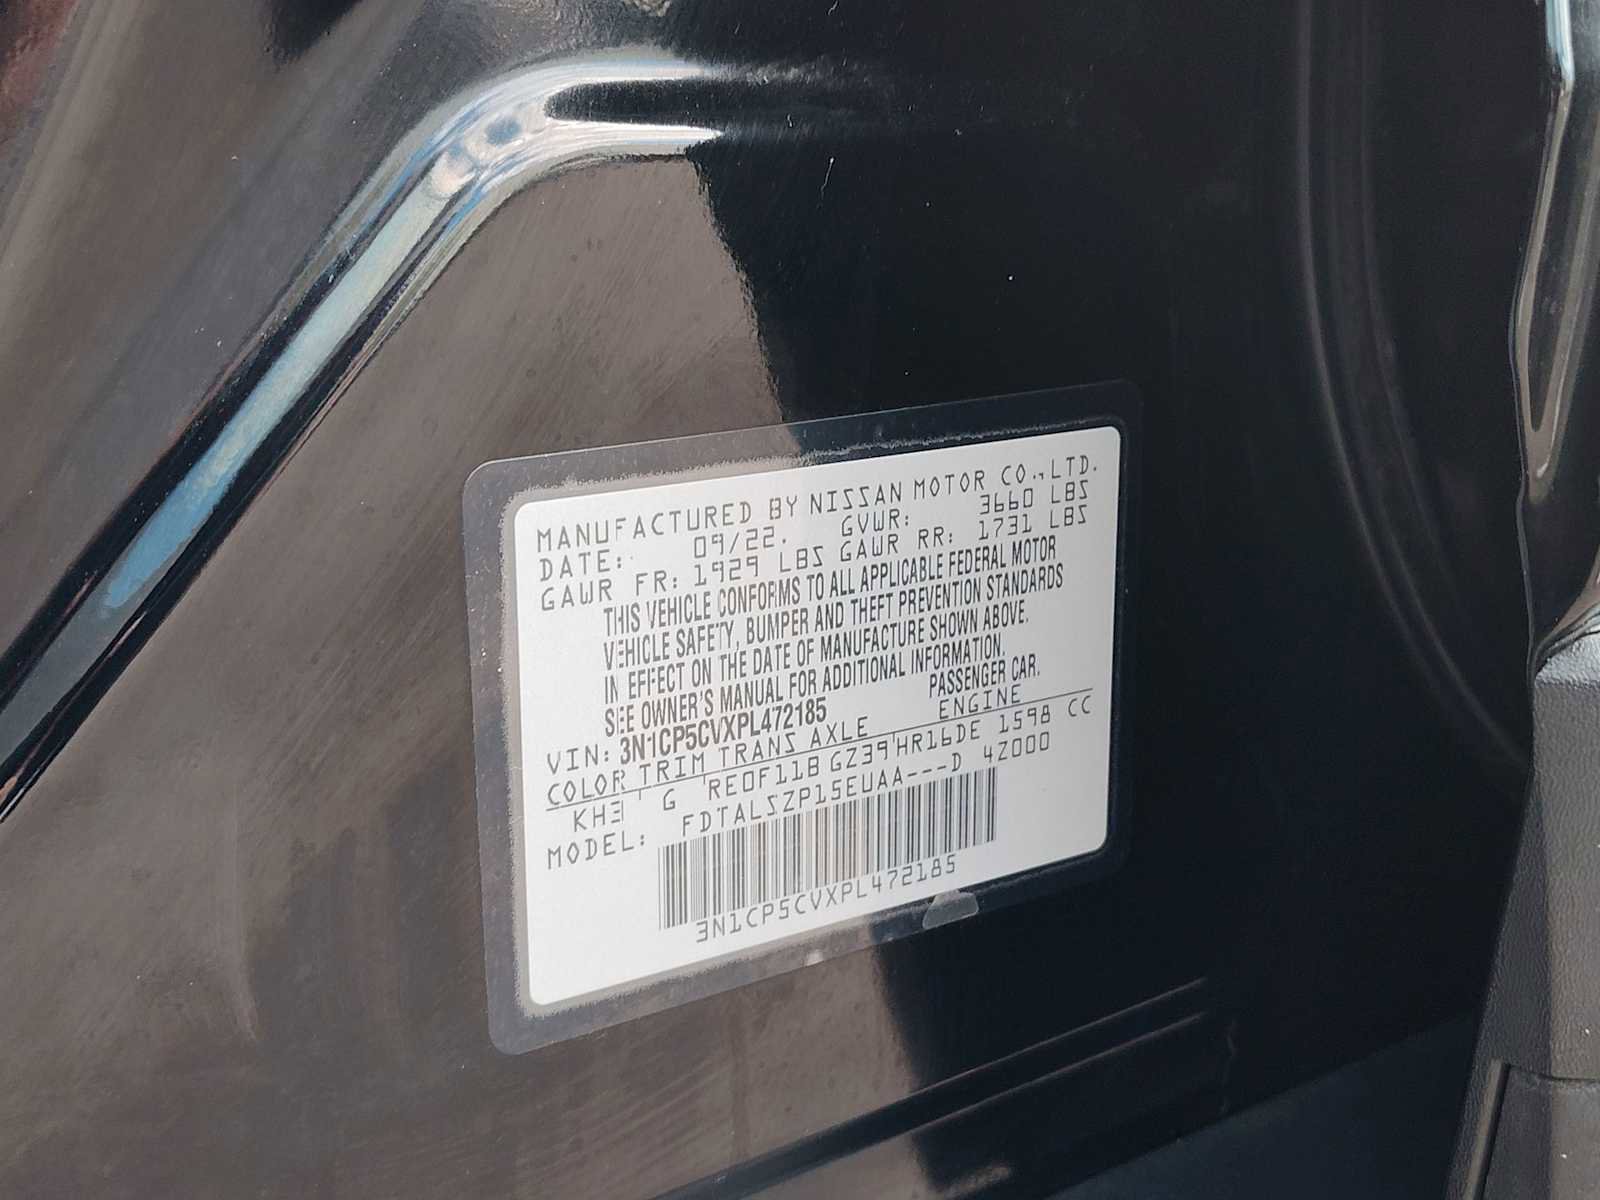 MANUFACTURED BY NISSAN MOTOR CO., LTD.
DATE: 09/22. GVWR: 3660 LBS
GAWR FR: 1929 LBS GAWR RR: 1731 LBS
THIS VEHICLE CONFORMS TO ALL APPLICABLE FEDERAL MOTOR
VEHICLE SAFETY, BUMPER AND THEFT PREVENTION STANDARDS
IN EFFECT ON THE DATE OF MANUFACTURE SHOWN ABOVE.
SEE OWNER'S MANUAL FOR ADDITIONAL INFORMATION.
VIN: 3N1CP5CVXPL472185 PASSENGER CAR.
COLOR TRIM TRANS AXLE ENGINE
KH3 G RE0F11B GZ39 HR16DE 1598 CC
MODEL: FDTALSZP15EUAA---D 4Z000
3N1CP5CVXPL472185